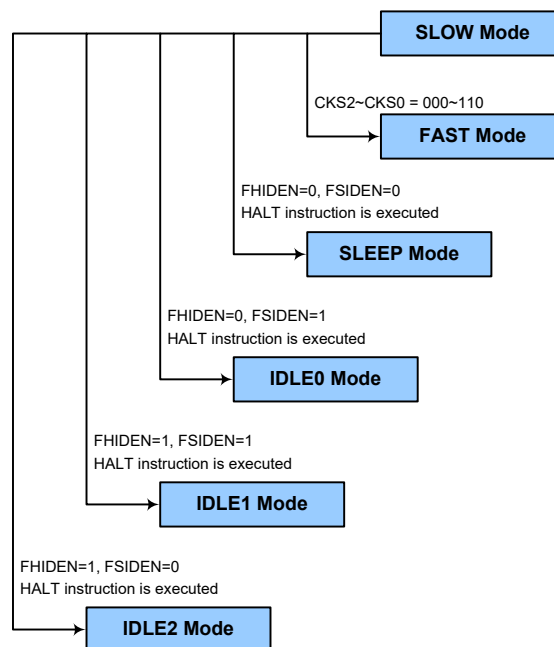 SLOW Mode
CKS2~CKS0 = 000~110
FAST Mode
FHIDEN=0, FSIDEN=0
HALT instruction is executed
SLEEP Mode
FHIDEN=0, FSIDEN=1
HALT instruction is executed
IDLE0 Mode
FHIDEN=1, FSIDEN=1
HALT instruction is executed
IDLE1 Mode
FHIDEN=1, FSIDEN=0
HALT instruction is executed
IDLE2 Mode